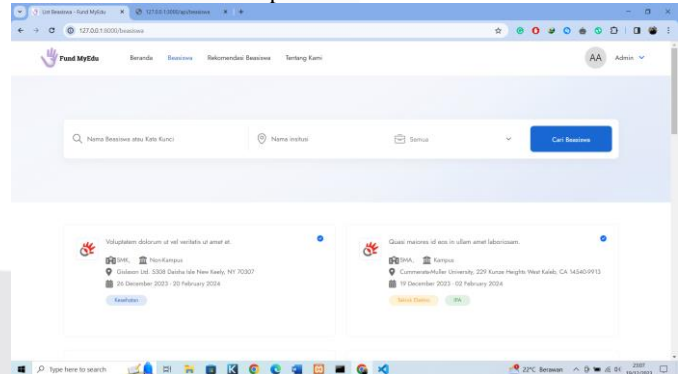 List Beasiswa - Fund MyEdu
127.0.0.1:8000/api/beasiswa
127.0.0.1:8000/beasiswa
Fund MyEdu
Beranda
Beasiswa
Rekomendasi Beasiswa
Tentang Kami
AA
Admin
Nama Beasiswa atau Kata Kunci
Nama institusi
Semua
Cari Beasiswa
Voluptatem dolorum ut vel veritatis ut amet et.
SMK, Non-Kampus
Gislason Ltd. 5308 Daisha Isle New Keely, NY 70307
26 December 2023 - 20 February 2024
Kesehatan
Quasi maiores id eos in ullam amet laboriosam.
SMA, Kampus
Cummerata-Muller University, 229 Kunze Heights West Kaleb, CA 14540-9913
19 December 2023 - 02 February 2024
IPA
Type here to search
22°C Berawan